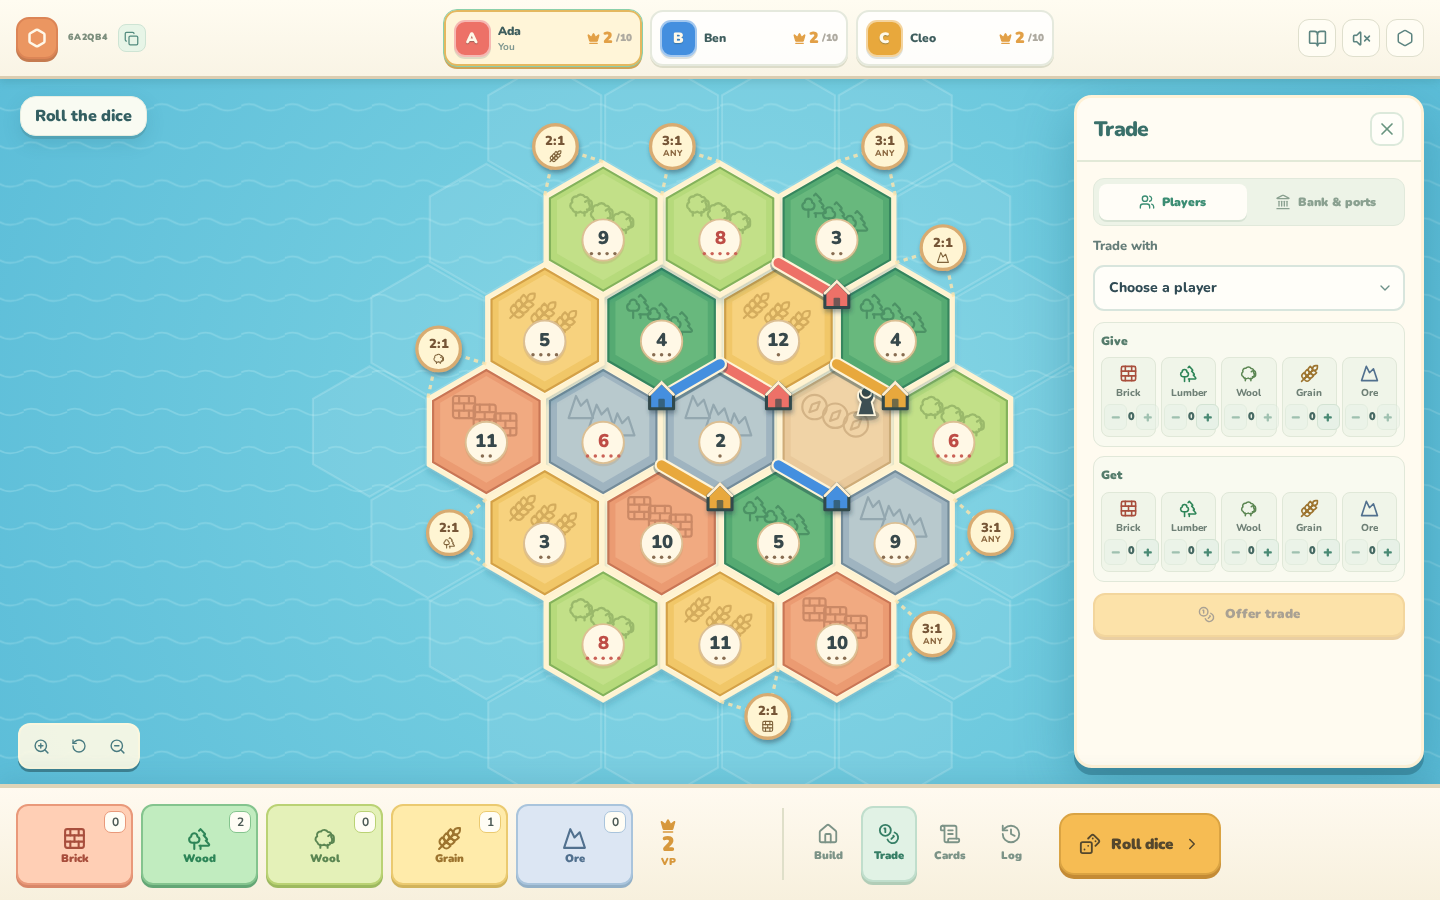 6A2QB4
A
Ada
You
2 /10
B
Ben
2 /10
C
Cleo
2 /10
Roll the dice
2:1
3:1
ANY
3:1
ANY
9
8
3
2:1
5
4
12
4
2:1
11
6
2
6
2:1
3
10
5
9
3:1
ANY
8
11
10
3:1
ANY
2:1
Trade
Players
Bank & ports
Trade with
Choose a player
Give
Brick
Lumber
Wool
Grain
Ore
− 0 +
− 0 +
− 0 +
− 0 +
− 0 +
Get
Brick
Lumber
Wool
Grain
Ore
− 0 +
− 0 +
− 0 +
− 0 +
− 0 +
Offer trade
0
Brick
2
Wood
0
Wool
1
Grain
0
Ore
2
VP
Build
Trade
Cards
Log
Roll dice